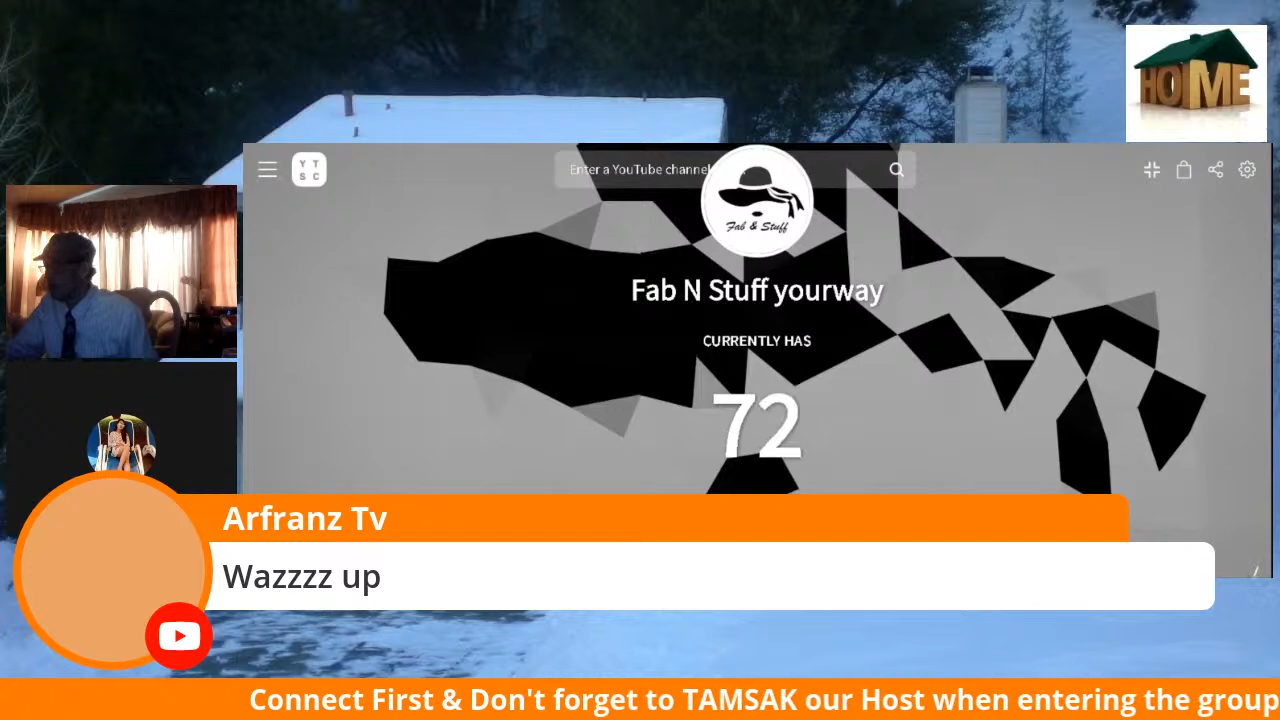 HOME
Y T
S C
Enter a YouTube channel
Fab & Stuff
Fab N Stuff yourway
CURRENTLY HAS
72
Arfranz Tv
Wazzzz up
Connect First & Don't forget to TAMSAK our Host when entering the group